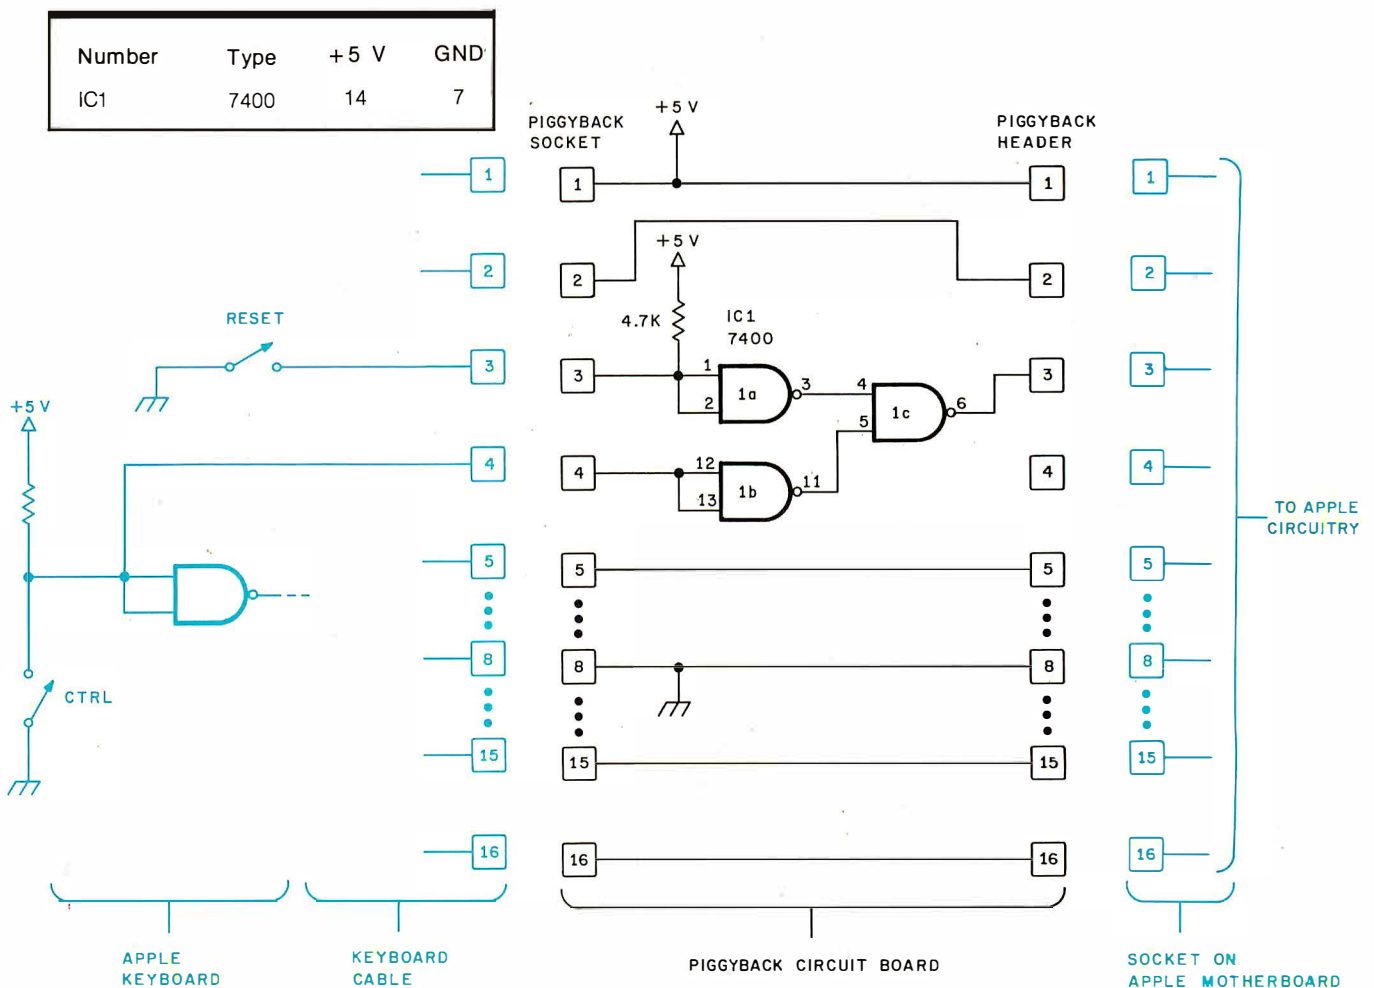 Number Type +5 V GND
IC1 7400 14 7
PIGGYBACK
SOCKET
+5 V
PIGGYBACK
HEADER
1 1 1 1
+5 V
2 2 2 2
4.7K
IC1
7400
RESET
3 3 3 3
1
2
1a
3
4
5
1c
6
+5 V
4 4 4 4
12
13
1b
11
TO APPLE
CIRCUITRY
5 5 5 5
8 8 8 8
CTRL
15 15 15 15
16 16 16 16
APPLE
KEYBOARD
KEYBOARD
CABLE
PIGGYBACK CIRCUIT BOARD
SOCKET ON
APPLE MOTHERBOARD